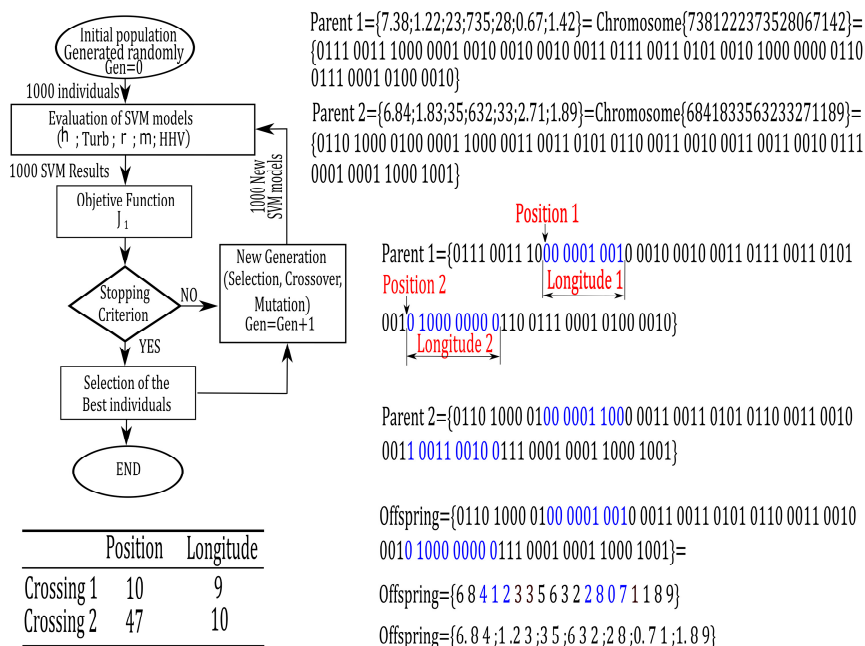 Initial population
Generated randomly
Gen=0
1000 individuals
Evaluation of SVM models
(h ; Turb ; r ; m; HHV)
1000 SVM Results
Objetive Function
J 1
Stopping
Criterion
NO
YES
Selection of the
Best individuals
END
New Generation
(Selection, Crossover,
Mutation)
Gen=Gen+1
1000 New
SVM mocels
Parent 1={7.38;1.22;23;735;28;0.67;1.42}= Chromosome{7381222373528067142}=
{0111 0011 1000 0001 0010 0010 0010 0011 0111 0011 0101 0010 1000 0000 0110
0111 0001 0100 0010}
Parent 2={6.84;1.83;35;632;33;2.71;1.89}=Chromosome{6841833563233271189}=
{0110 1000 0100 0001 1000 0011 0011 0101 0110 0011 0010 0011 0011 0010 0111
0001 0001 1000 1001}
Position 1
Parent 1={0111 0011 1000 0001 0010 0010 0010 0011 0111 0011 0101
Position 2
Longitude 1
0010 1000 0000 0110 0111 0001 0100 0010}
Longitude 2
Parent 2={0110 1000 0100 0001 1000 0011 0011 0101 0110 0011 0010
0011 0011 0010 0111 0001 0001 1000 1001}
Offspring={0110 1000 0100 0001 0010 0011 0011 0101 0110 0011 0010
0010 1000 0000 0111 0001 0001 1000 1001}=
Offspring={6 8 4 1 2 3 3 5 6 3 2 2 8 0 7 1 1 8 9}
Offspring={6. 8 4 ;1 .2 3 ;3 5 ;6 3 2 ;2 8 ;0. 7 1 ;1. 8 9}
Position Longitude
Crossing 1 10 9
Crossing 2 47 10